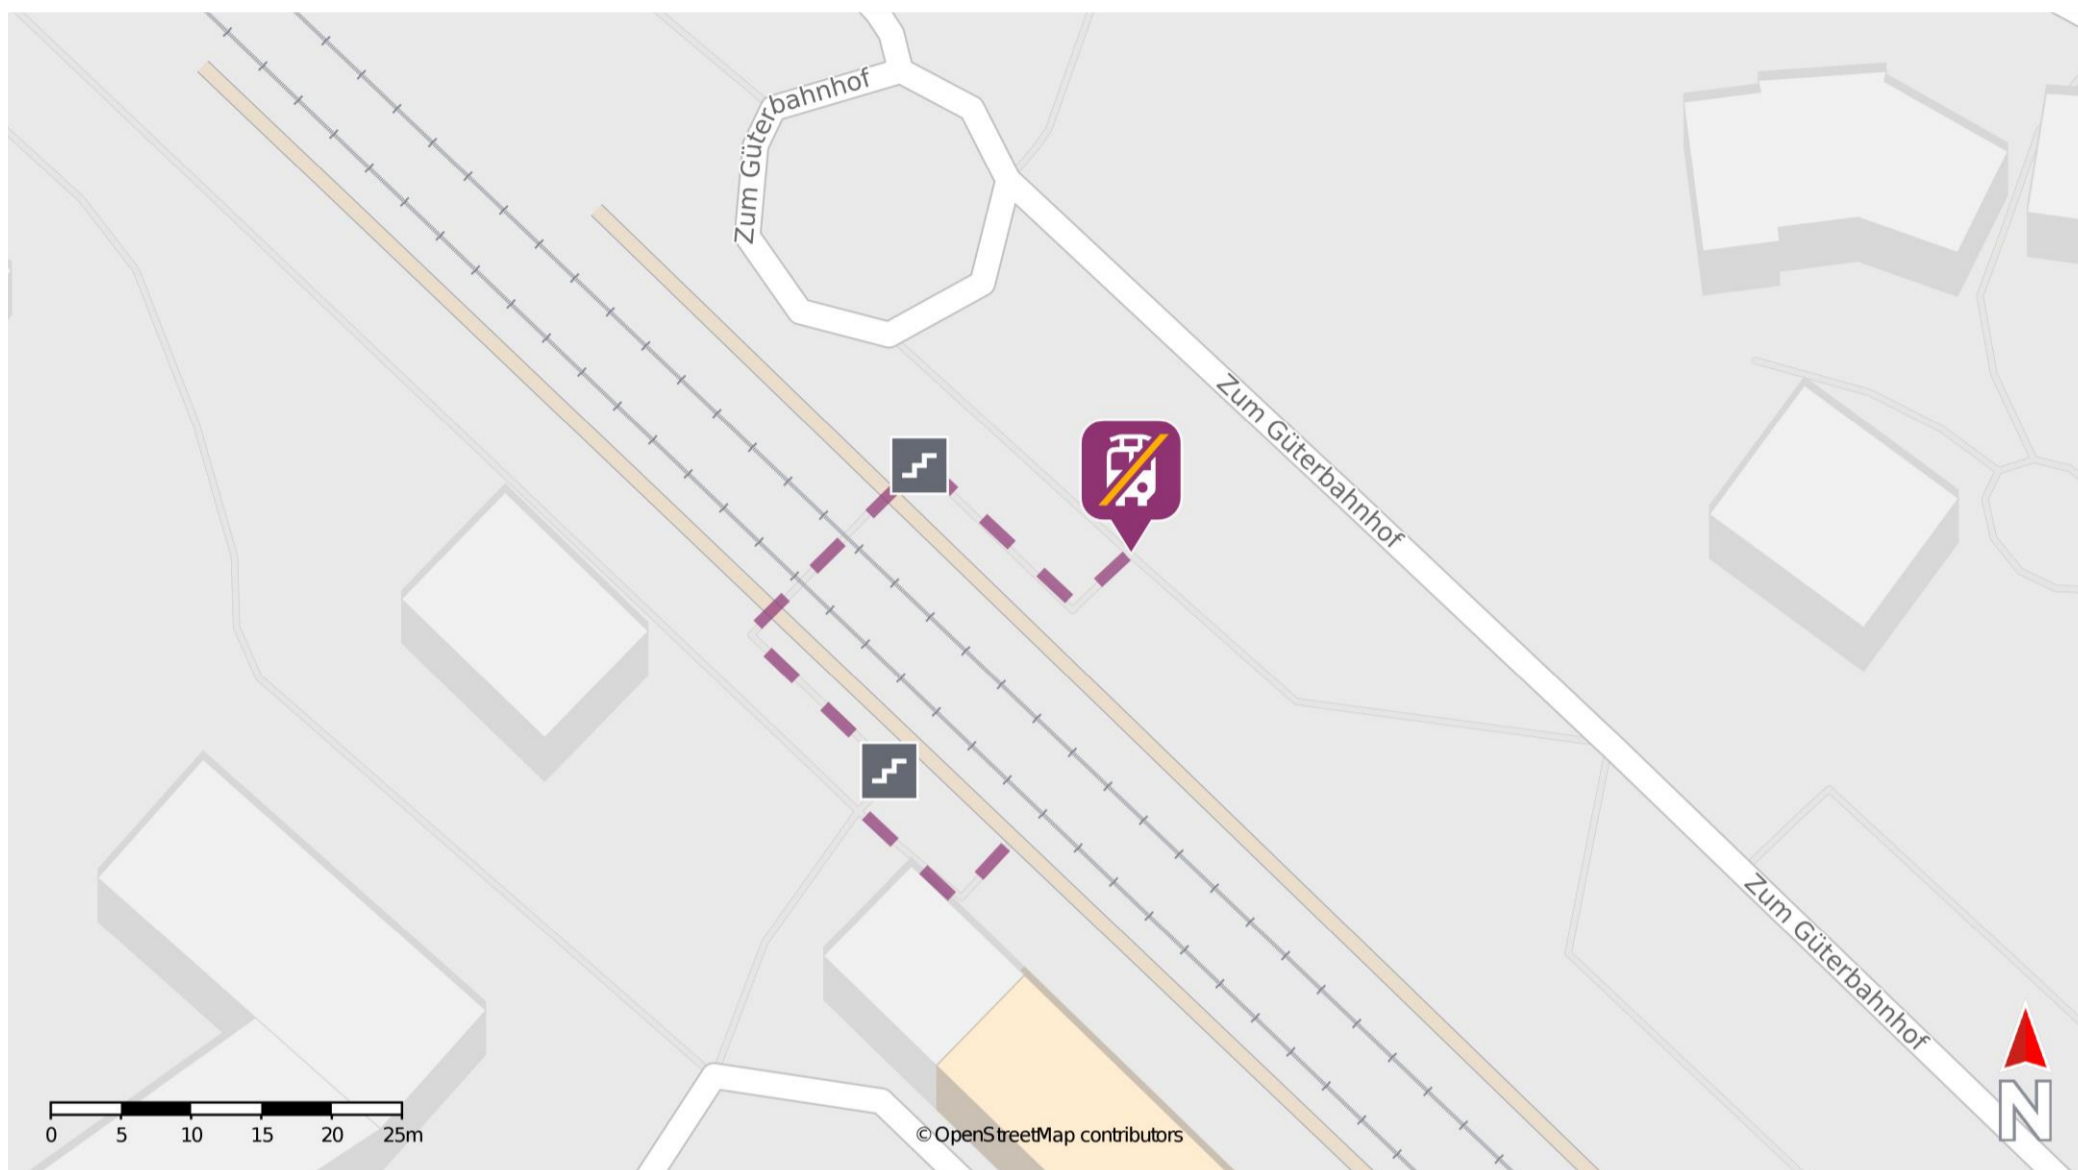 Zum Güterbahnhof
Zum Güterbahnhof
Zum Güterbahnhof
0 5 10 15 20 25m
© OpenStreetMap contributors
N